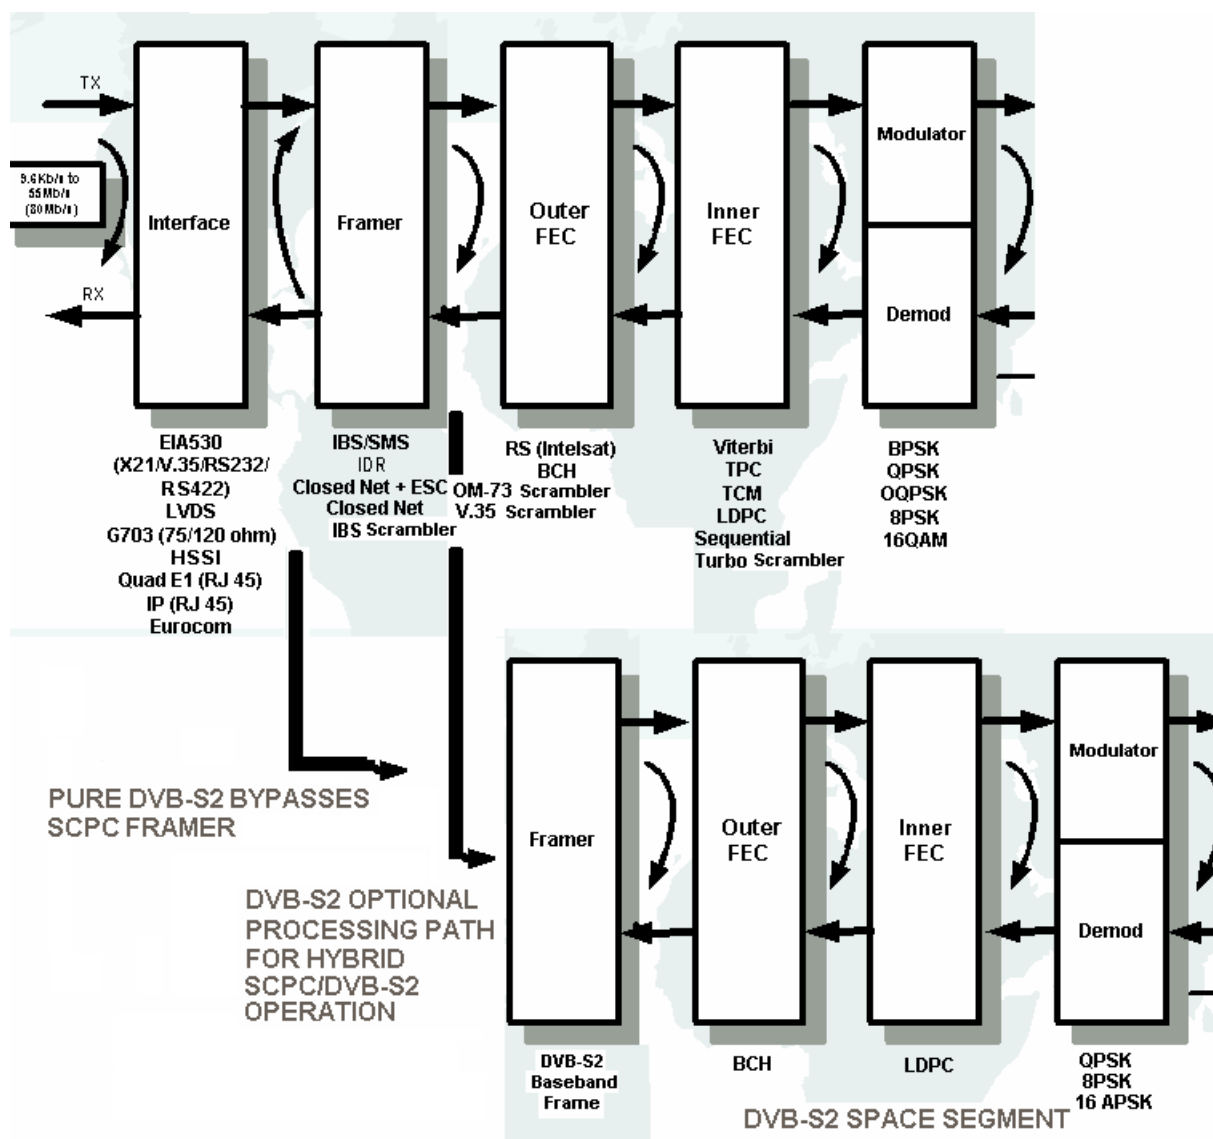 TX
9.6Kb/s to
55Mb/s
(80Mb/s)
RX
Interface
Framer
Outer
FEC
Inner
FEC
Modulator
Demod
EIA530
(X21/V.35/RS232/
RS422)
LVDS
G703 (75/120 ohm)
HSSI
Quad E1 (RJ 45)
IP (RJ 45)
Eurocom
IBS/SMS
IDR
Closed Net + ESC
Closed Net
IBS Scrambler
RS (Intelsat)
BCH
OM-73 Scrambler
V.35 Scrambler
Viterbi
TPC
TCM
LDPC
Sequential
Turbo Scrambler
BPSK
QPSK
OQPSK
8PSK
16QAM
PURE DVB-S2 BYPASSES
SCPC FRAMER
DVB-S2 OPTIONAL
PROCESSING PATH
FOR HYBRID
SCPC/DVB-S2
OPERATION
Framer
Outer
FEC
Inner
FEC
Modulator
Demod
DVB-S2
Baseband
Frame
BCH
LDPC
QPSK
8PSK
16 APSK
DVB-S2 SPACE SEGMENT